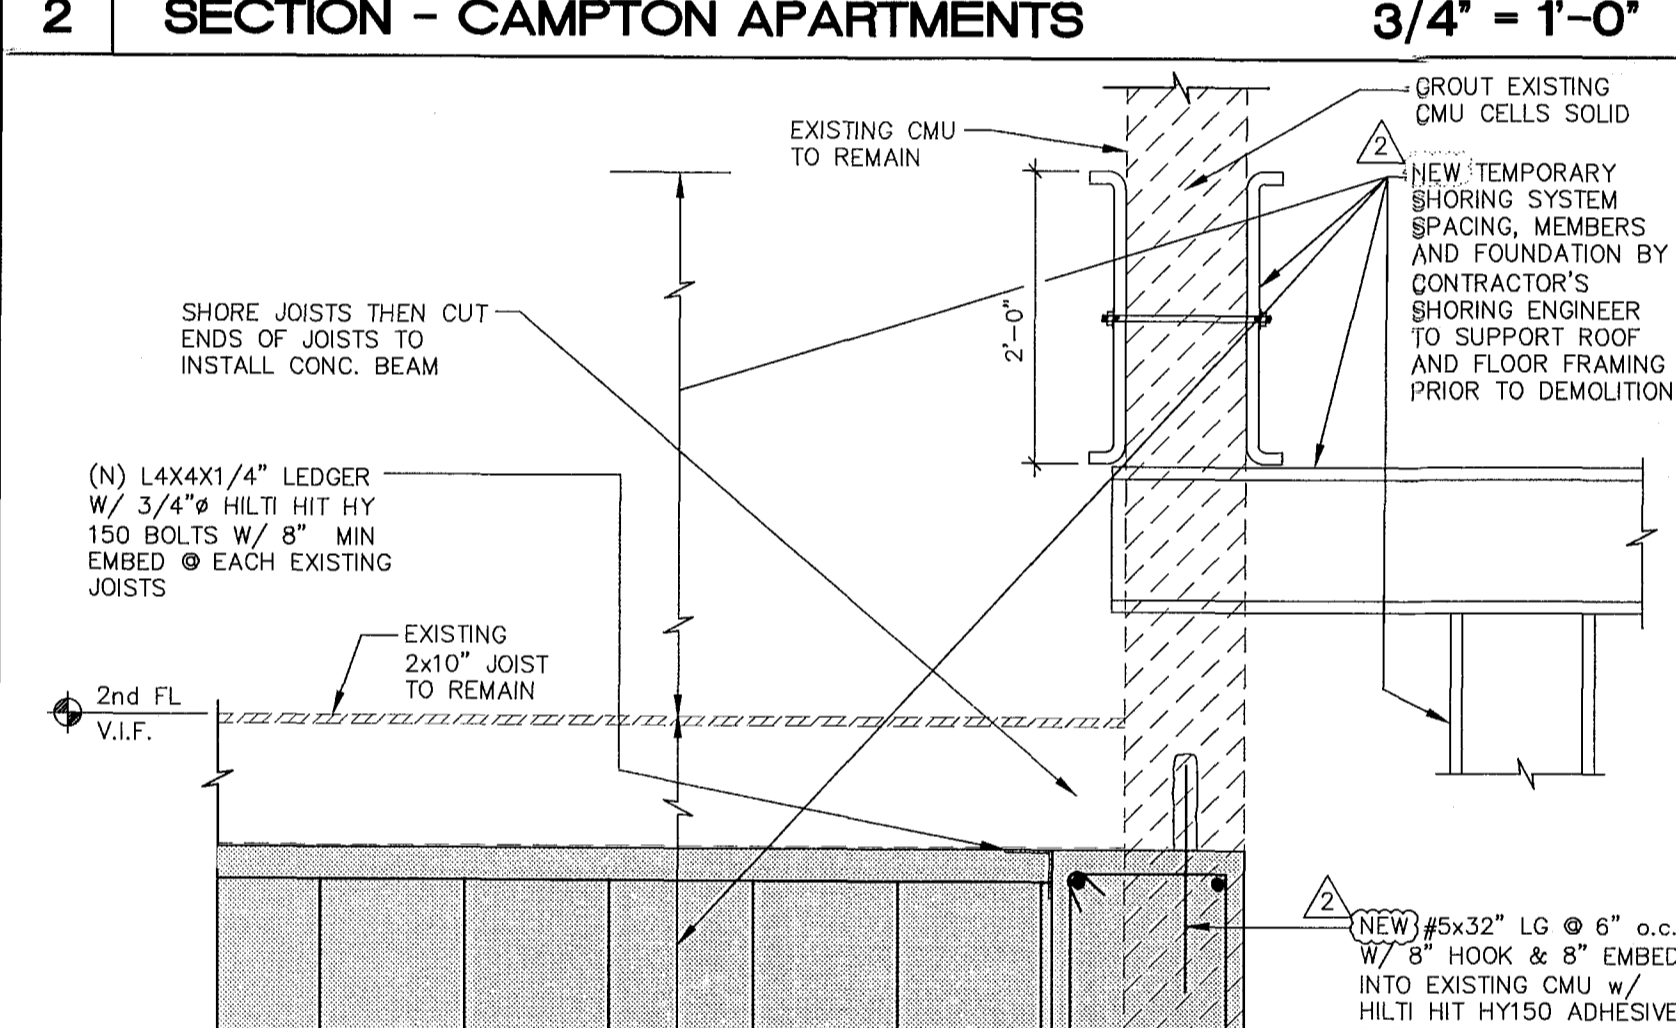 2 SECTION - CAMPTON APARTMENTS 3/4" = 1'-0"
GROUT EXISTING
CMU CELLS SOLID
EXISTING CMU
TO REMAIN
2
NEW TEMPORARY
SHORING SYSTEM
SPACING, MEMBERS
AND FOUNDATION BY
CONTRACTOR'S
SHORING ENGINEER
TO SUPPORT ROOF
AND FLOOR FRAMING
PRIOR TO DEMOLITION
SHORE JOISTS THEN CUT
ENDS OF JOISTS TO
INSTALL CONC. BEAM
2'-0"
(N) L4X4X1/4" LEDGER
W/ 3/4"ø HILTI HIT HY
150 BOLTS W/ 8" MIN
EMBED @ EACH EXISTING
JOISTS
EXISTING
2x10" JOIST
TO REMAIN
2nd FL
V.I.F.
2
NEW #5x32" LG @ 6" o.c.
W/ 8" HOOK & 8" EMBED
INTO EXISTING CMU w/
HILTI HIT HY150 ADHESIVE